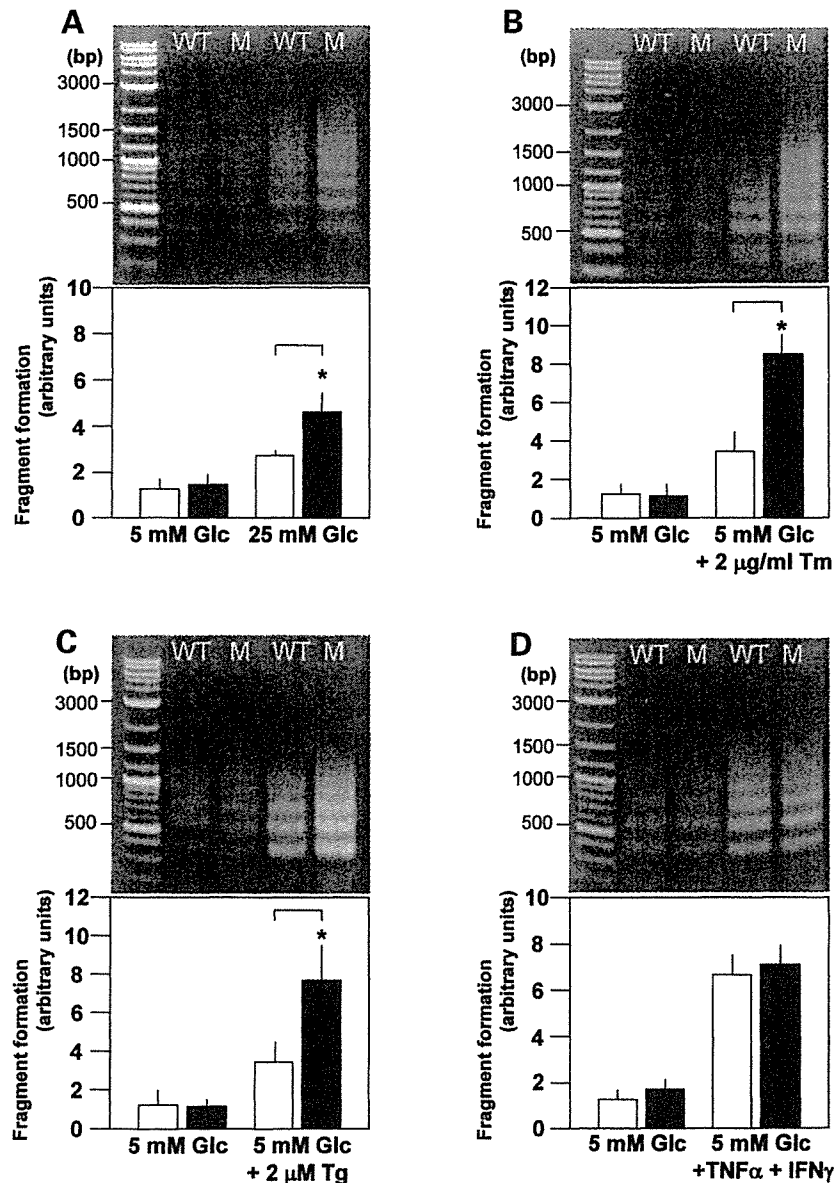 A
WT M WT M
(bp)
3000
1500
1000
500
Fragment formation
(arbitrary units)
10
8
6
4
2
0
*
5 mM Glc 25 mM Glc
B
WT M WT M
(bp)
3000
1500
1000
500
Fragment formation
(arbitrary units)
12
10
8
6
4
2
0
*
5 mM Glc 5 mM Glc
+ 2 μg/ml Tm
C
WT M WT M
(bp)
3000
1500
1000
500
Fragment formation
(arbitrary units)
12
10
8
6
4
2
0
*
5 mM Glc 5 mM Glc
+ 2 μM Tg
D
WT M WT M
(bp)
3000
1500
1000
500
Fragment formation
(arbitrary units)
10
8
6
4
2
0
5 mM Glc 5 mM Glc
+TNFα + IFNγ